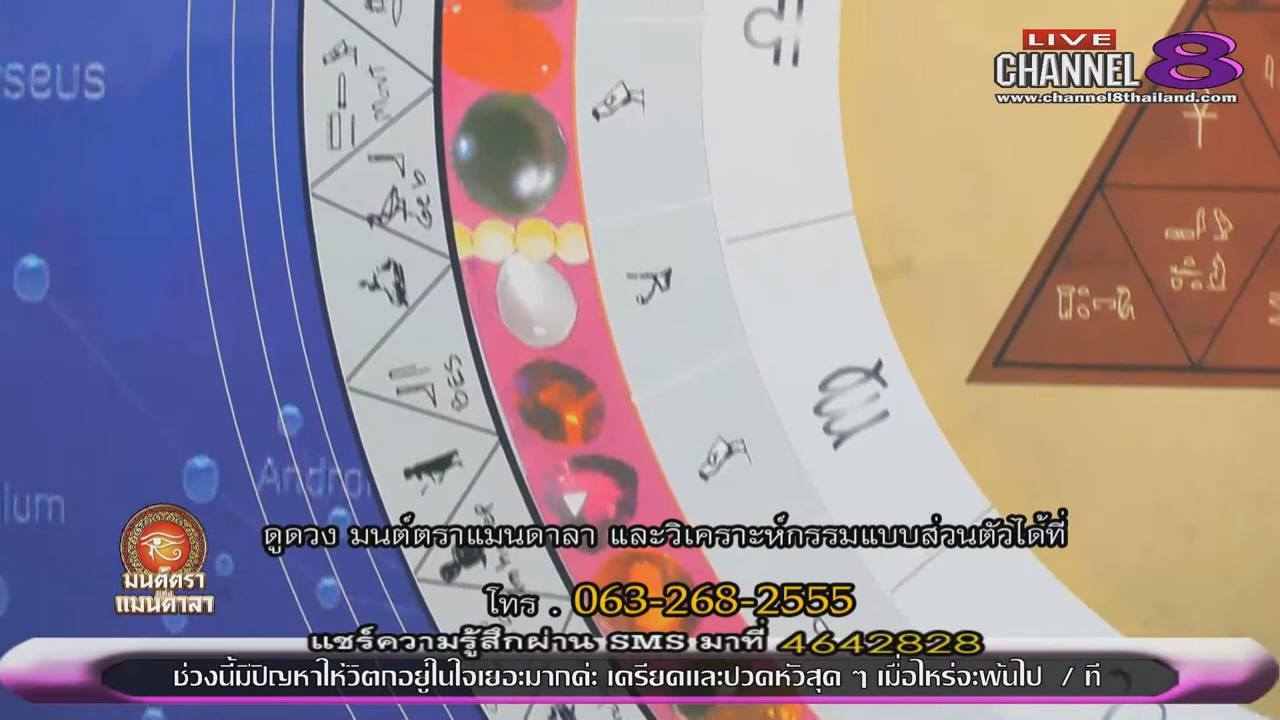 LIVE
CHANNEL 8
www.channel8thailand.com
seus
Andro
lum
ดูดวง มนต์ตราแมนดาลา และวิเคราะห์กรรมแบบส่วนตัวได้ที่
มนต์ตรา
แห่ง
แมนดาลา
โทร . 063-268-2555
แชร์ความรู้สึกผ่าน SMS มาที่ 4642828
ช่วงนี้มีปัญหาให้วิตกอยู่ในใจเยอะมากค่ะ เครียดและปวดหัวสุด ๆ เมื่อไหร่จะพ้นไป / ที